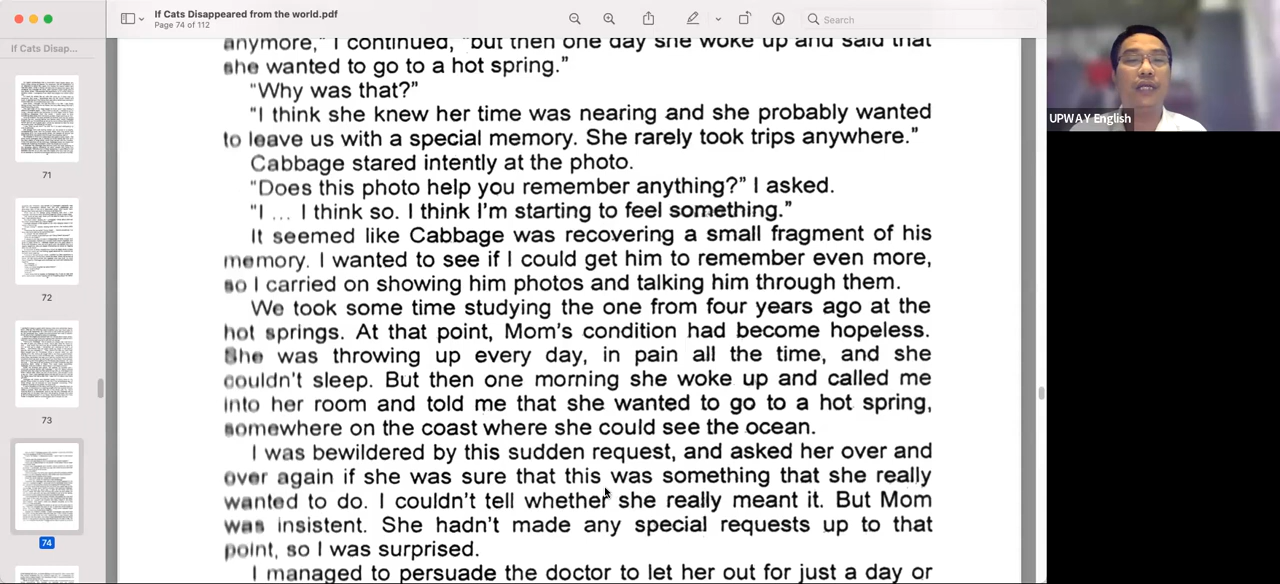 If Cats Disappeared from the world.pdf
Page 74 of 112
Search
If Cats Disap...
71
72
73
74
anymore," I continued, "but then one day she woke up and said that
she wanted to go to a hot spring."
"Why was that?"
"I think she knew her time was nearing and she probably wanted
to leave us with a special memory. She rarely took trips anywhere."
Cabbage stared intently at the photo.
"Does this photo help you remember anything?" I asked.
"I ... I think so. I think I'm starting to feel something."
It seemed like Cabbage was recovering a small fragment of his
memory. I wanted to see if I could get him to remember even more,
so I carried on showing him photos and talking him through them.
We took some time studying the one from four years ago at the
hot springs. At that point, Mom's condition had become hopeless.
She was throwing up every day, in pain all the time, and she
couldn't sleep. But then one morning she woke up and called me
into her room and told me that she wanted to go to a hot spring,
somewhere on the coast where she could see the ocean.
I was bewildered by this sudden request, and asked her over and
over again if she was sure that this was something that she really
wanted to do. I couldn't tell whether she really meant it. But Mom
was insistent. She hadn't made any special requests up to that
point, so I was surprised.
I managed to persuade the doctor to let her out for just a day or
UPWAY English